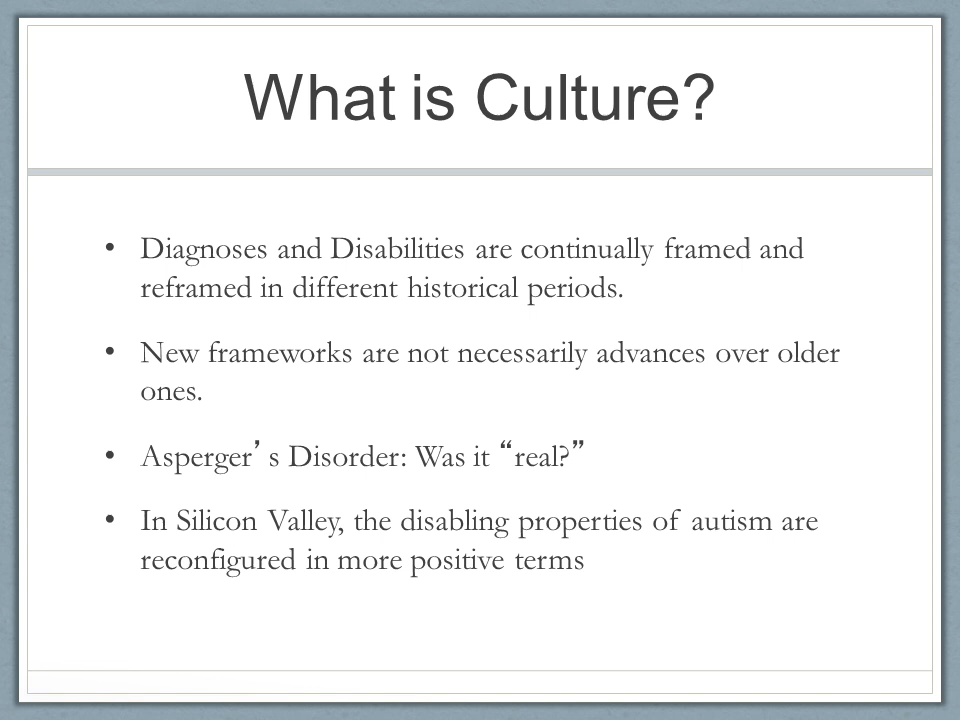 What is Culture?
• Diagnoses and Disabilities are continually framed and
reframed in different historical periods.
• New frameworks are not necessarily advances over older
ones.
• Asperger’s Disorder: Was it “real?”
• In Silicon Valley, the disabling properties of autism are
reconfigured in more positive terms